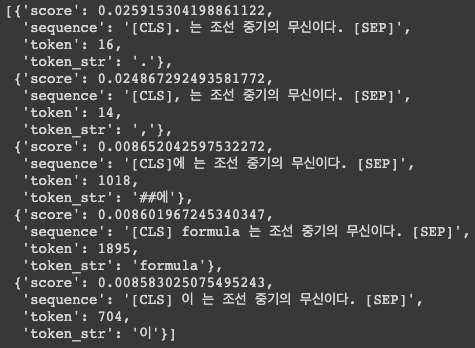 [{'score': 0.025915304198861122,
'sequence': '[CLS]. 는 조선 중기의 무신이다. [SEP]',
'token': 16,
'token_str': '.'},
{'score': 0.024867292493581772,
'sequence': '[CLS], 는 조선 중기의 무신이다. [SEP]',
'token': 14,
'token_str': ','},
{'score': 0.008652042597532272,
'sequence': '[CLS]에 는 조선 중기의 무신이다. [SEP]',
'token': 1018,
'token_str': '##에'},
{'score': 0.008601967245340347,
'sequence': '[CLS] formula 는 조선 중기의 무신이다. [SEP]',
'token': 1895,
'token_str': 'formula'},
{'score': 0.008583025075495243,
'sequence': '[CLS] 이 는 조선 중기의 무신이다. [SEP]',
'token': 704,
'token_str': '이'}]